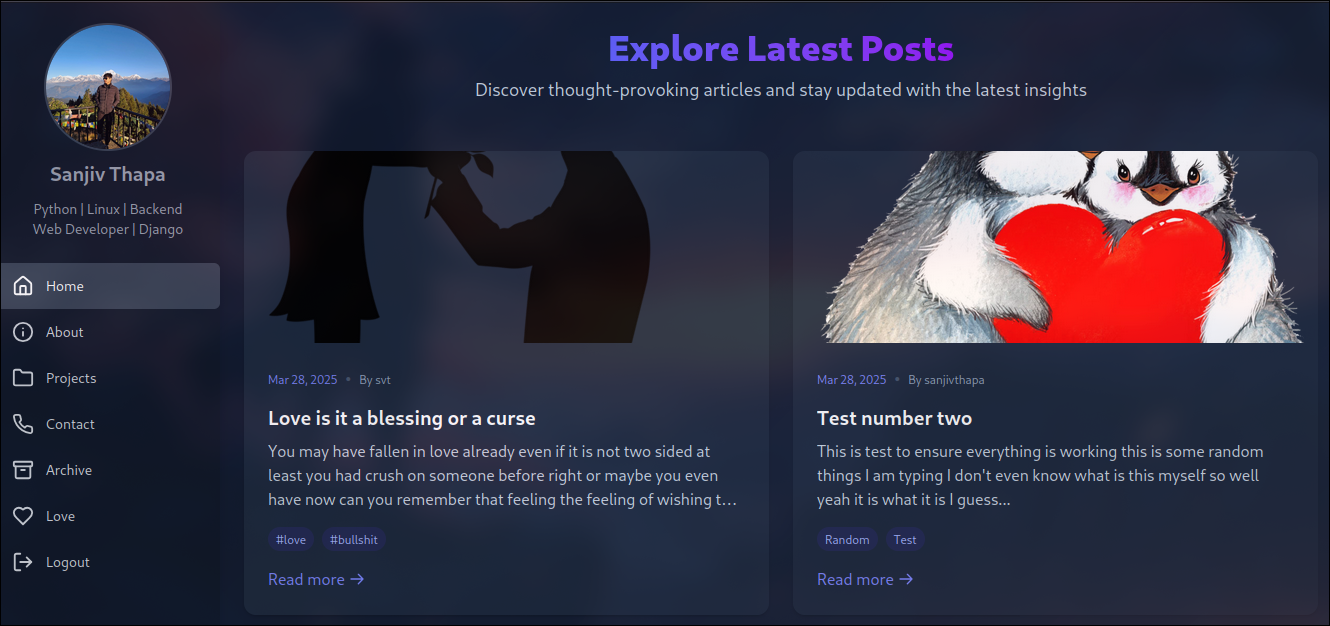 Explore Latest Posts
Discover thought-provoking articles and stay updated with the latest insights
Sanjiv Thapa
Python | Linux | Backend
Web Developer | Django
Home
About
Projects
Contact
Archive
Love
Logout
Mar 28, 2025 • By svt
Love is it a blessing or a curse
You may have fallen in love already even if it is not two sided at
least you had crush on someone before right or maybe you even
have now can you remember that feeling the feeling of wishing t...
#love #bullshit
Read more →
Mar 28, 2025 • By sanjivthapa
Test number two
This is test to ensure everything is working this is some random
things I am typing I don't even know what is this myself so well
yeah it is what it is I guess...
Random Test
Read more →